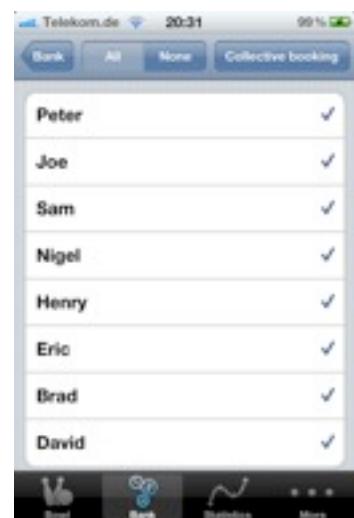 Telekom.de 20:31 99 %
Bank All None Collective booking
Peter
Joe
Sam
Nigel
Henry
Eric
Brad
David
Bowl Bank Statistics More